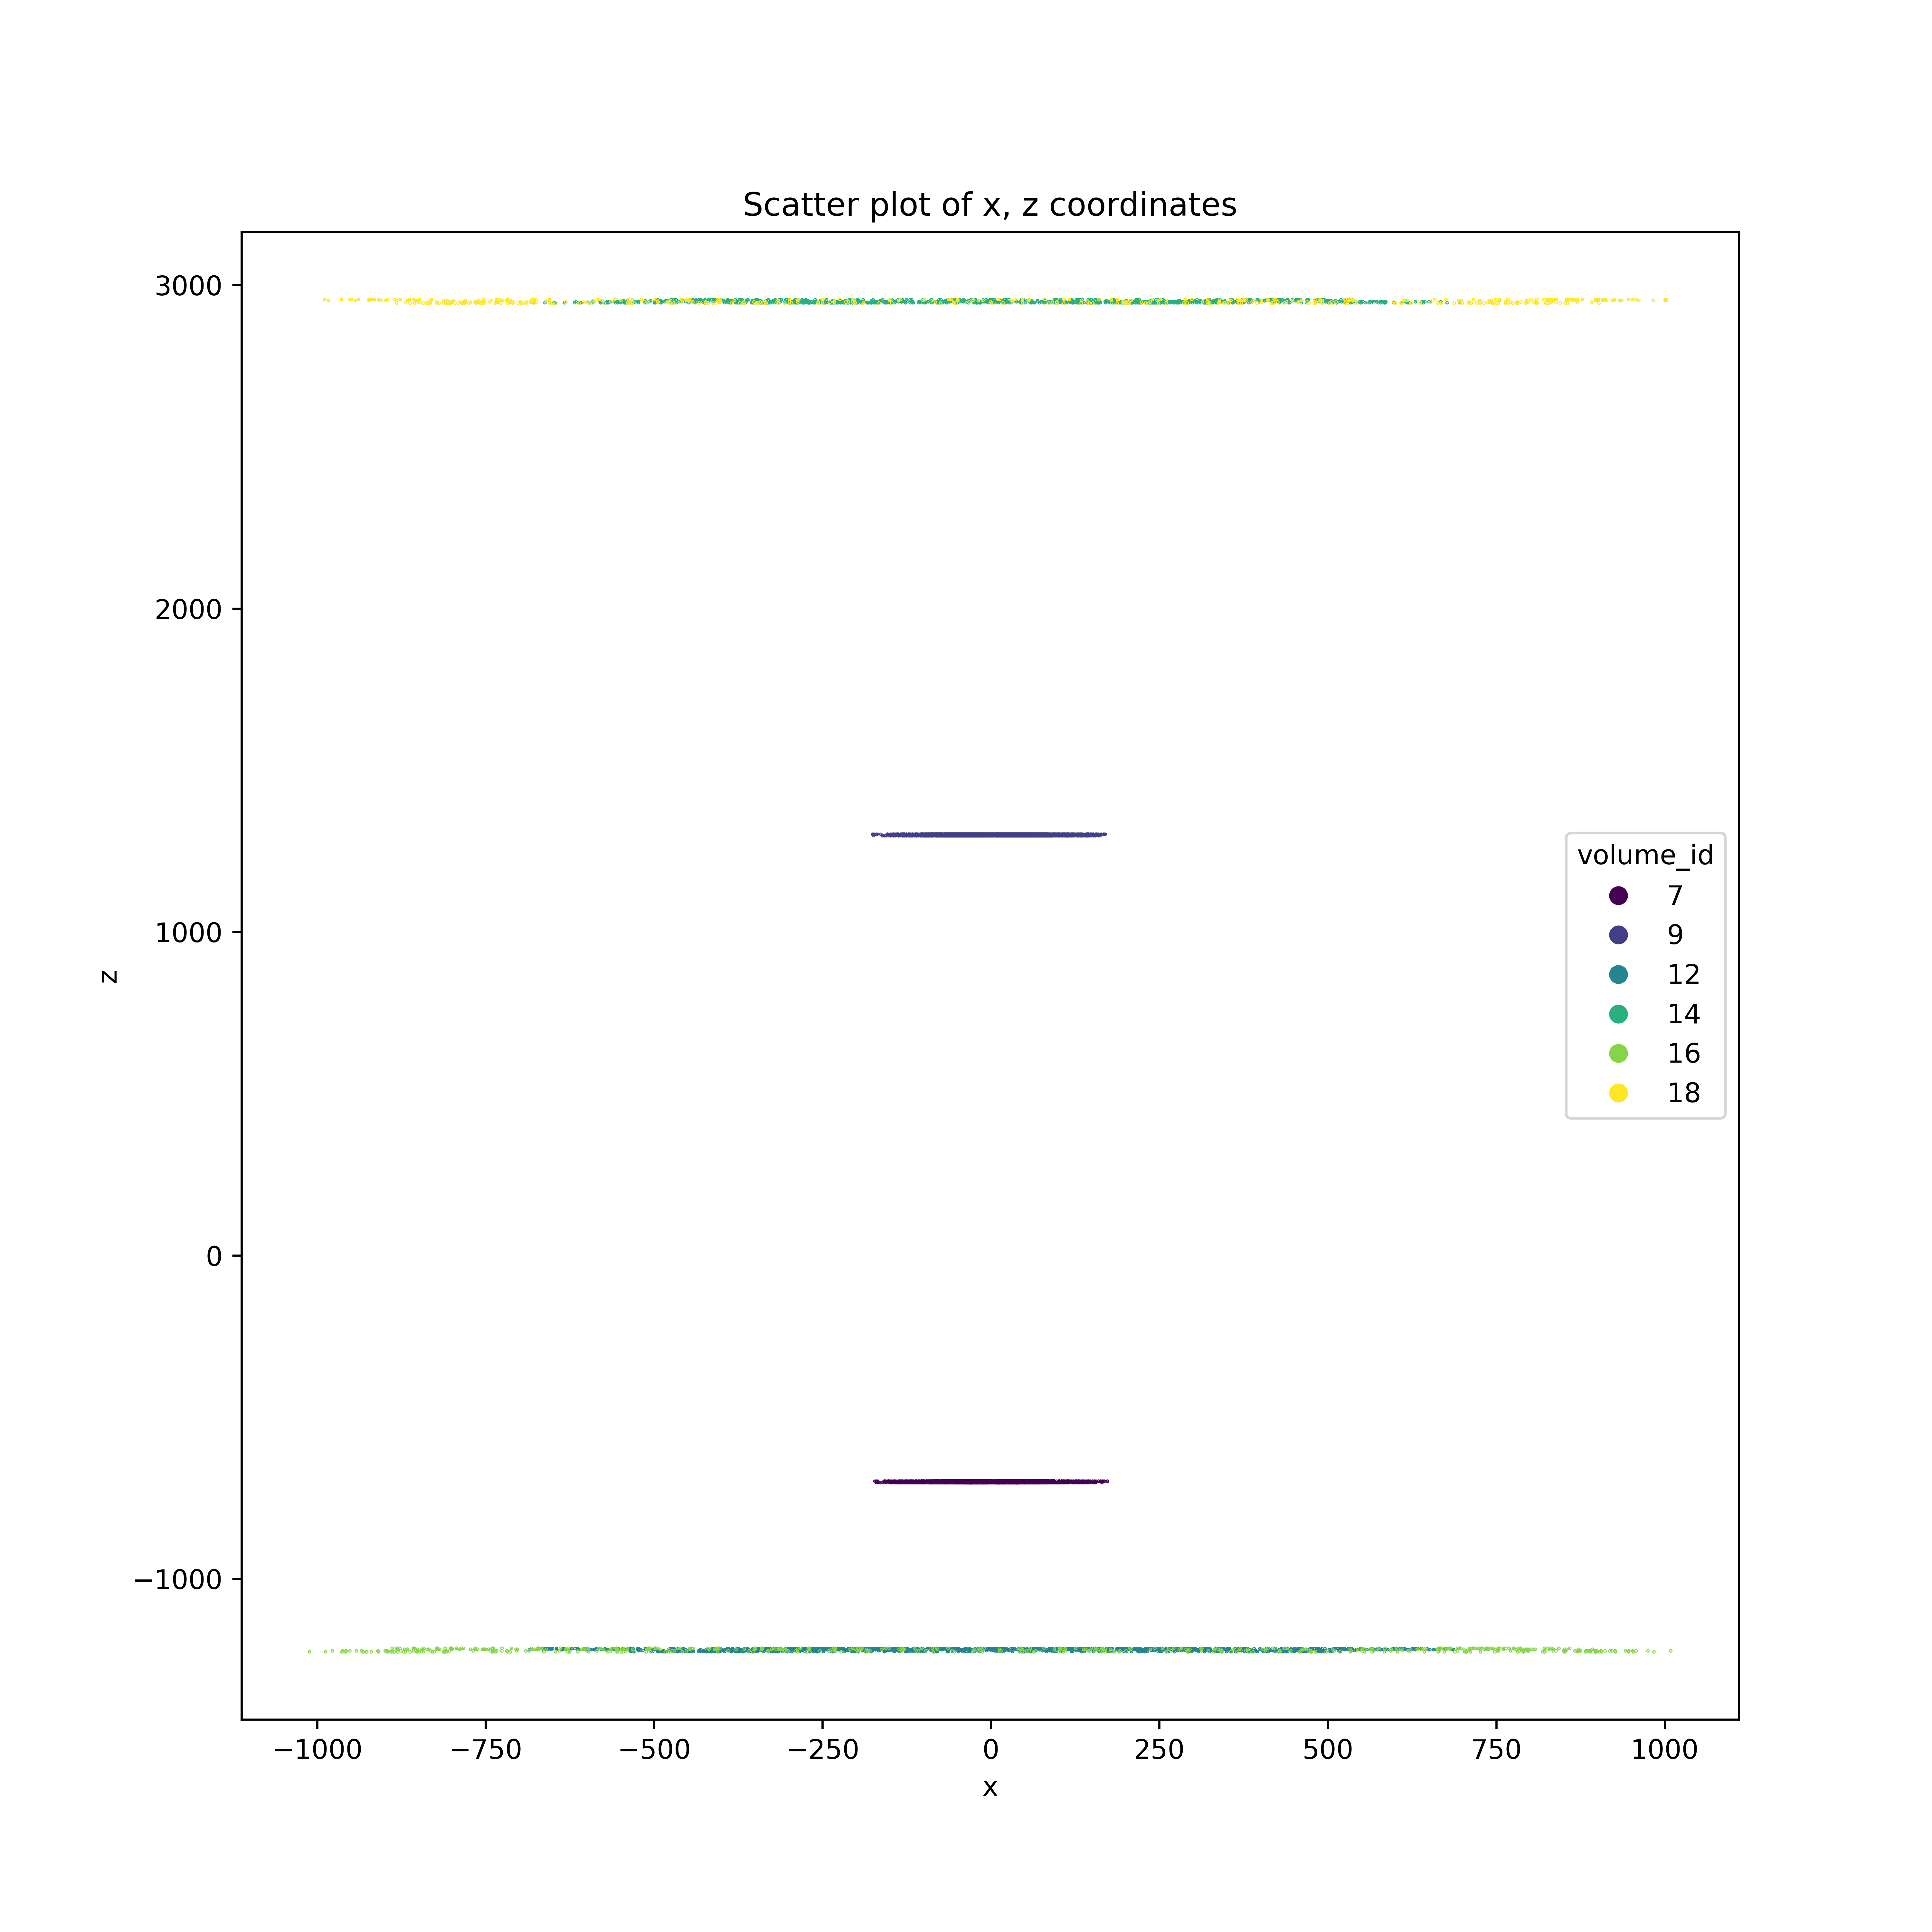 Scatter plot of x, z coordinates
3000
2000
1000
0
−1000
z
volume_id
7
9
12
14
16
18
−1000 −750 −500 −250 0 250 500 750 1000
x